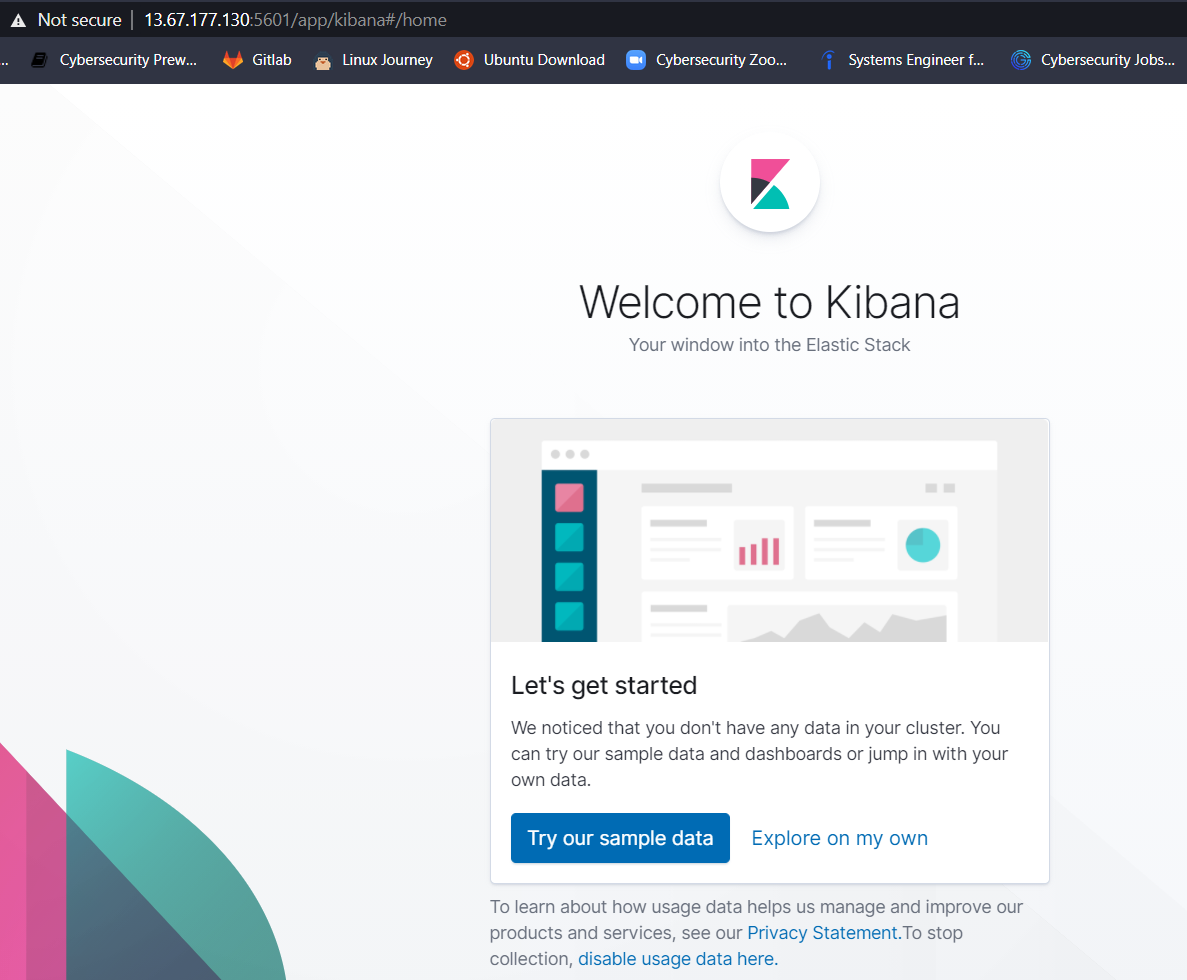 Not secure | 13.67.177.130:5601/app/kibana#/home
... Cybersecurity Prew... Gitlab Linux Journey Ubuntu Download Cybersecurity Zoo... Systems Engineer f... Cybersecurity Jobs...
Welcome to Kibana
Your window into the Elastic Stack
Let's get started
We noticed that you don't have any data in your cluster. You
can try our sample data and dashboards or jump in with your
own data.
Try our sample data Explore on my own
To learn about how usage data helps us manage and improve our
products and services, see our Privacy Statement.To stop
collection, disable usage data here.